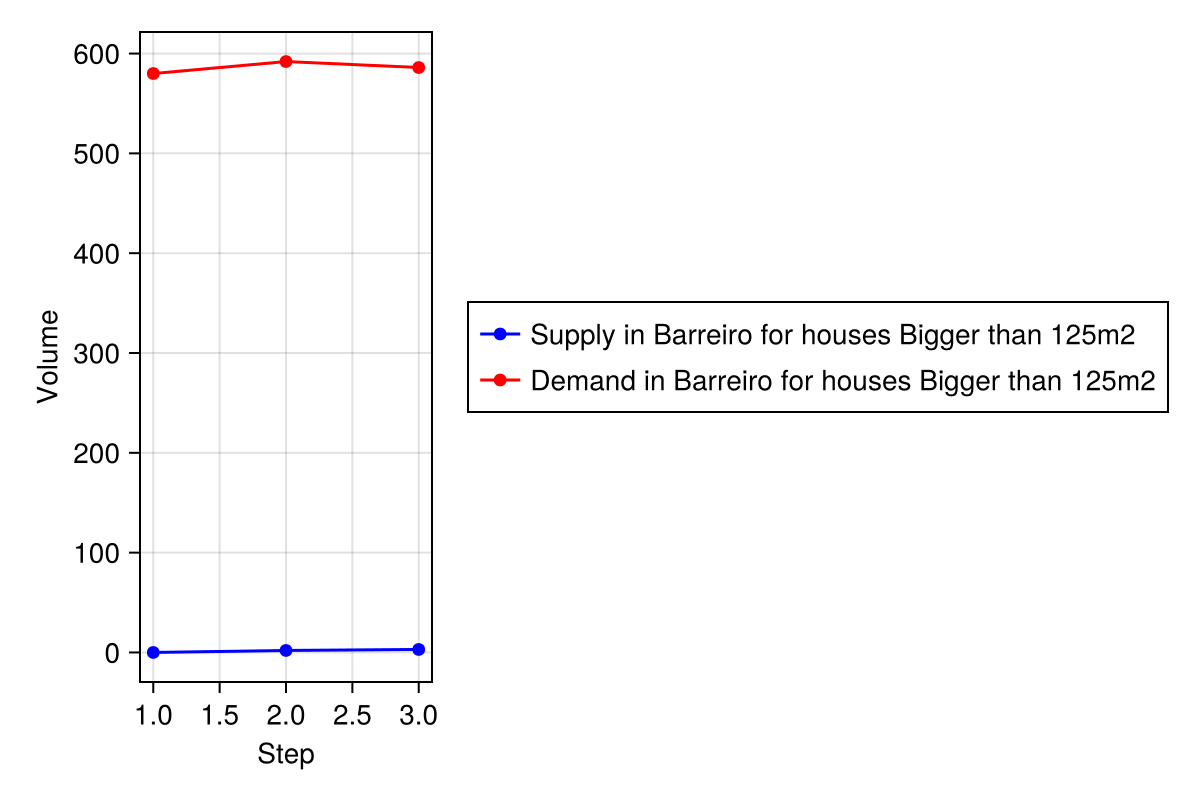 600
500
400
300
200
100
0
Volume
1.0 1.5 2.0 2.5 3.0
Step
Supply in Barreiro for houses Bigger than 125m2
Demand in Barreiro for houses Bigger than 125m2